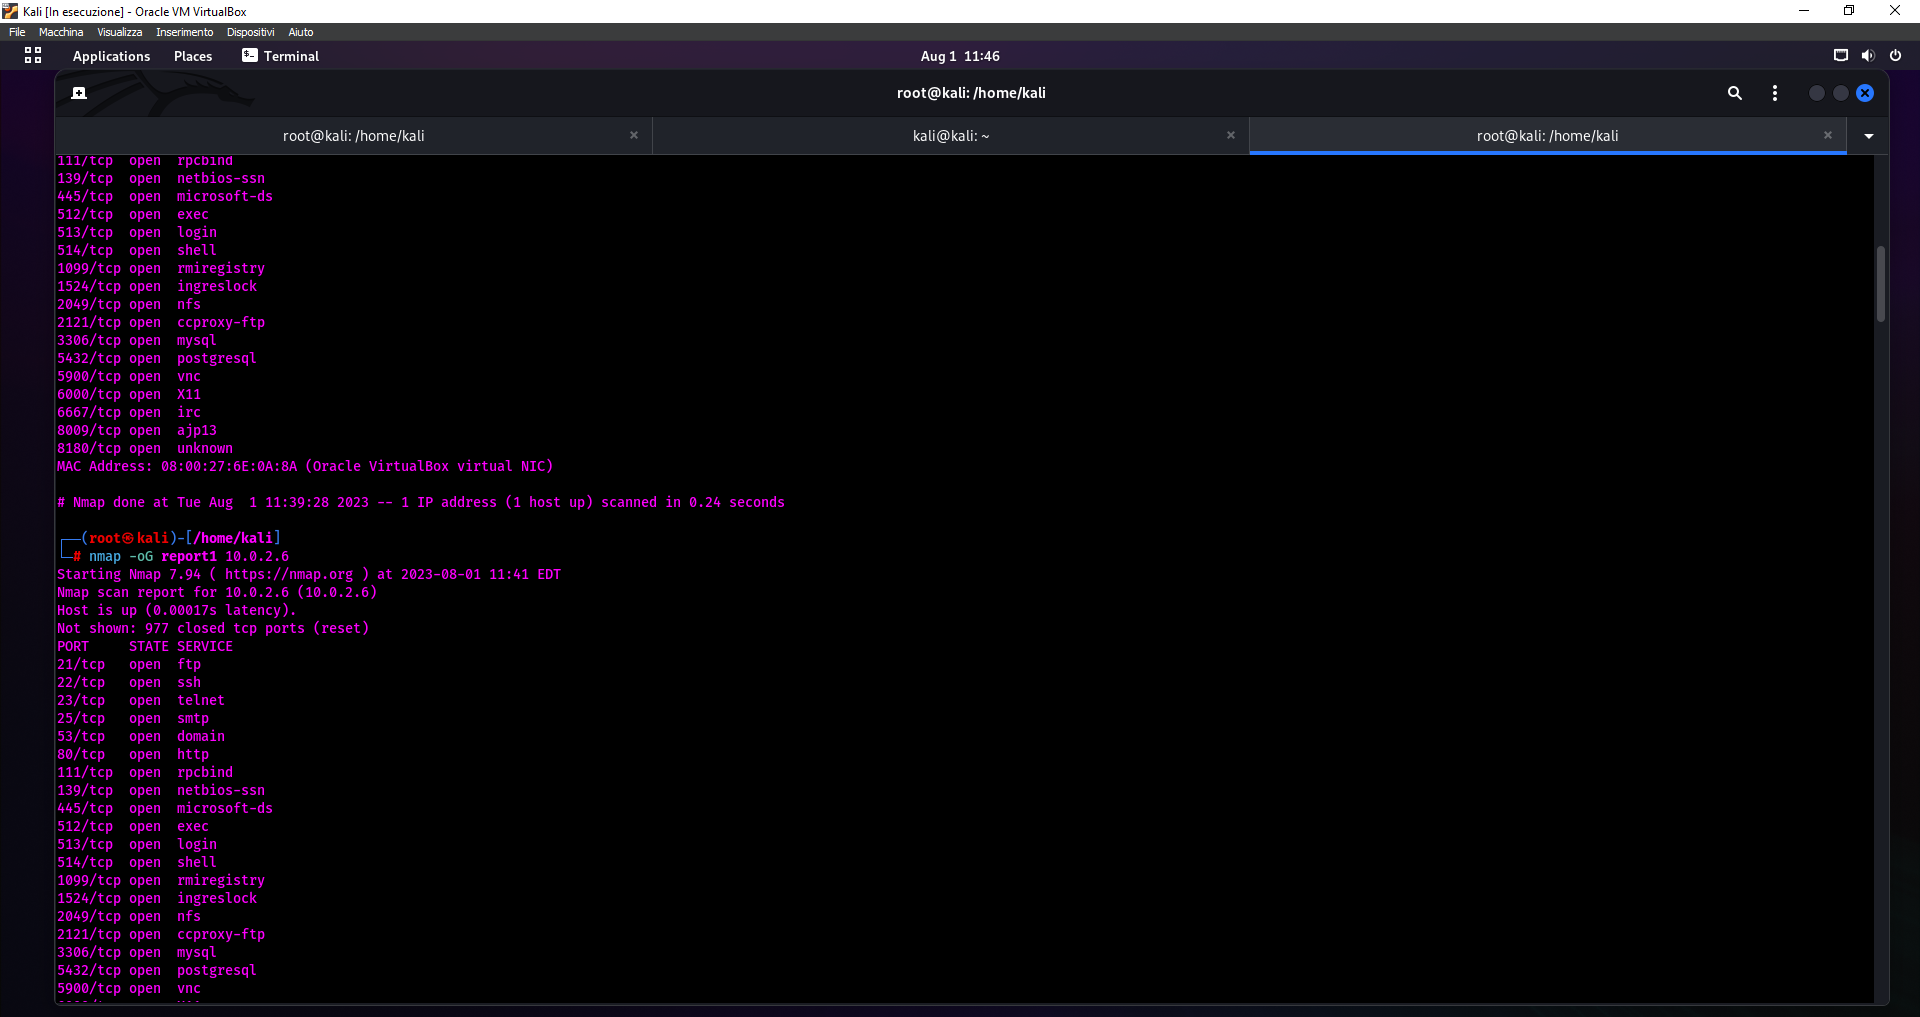 Kali [In esecuzione] - Oracle VM VirtualBox
File Macchina Visualizza Inserimento Dispositivi Aiuto
Applications Places Terminal Aug 1 11:46
root@kali: /home/kali
root@kali: /home/kali kali@kali: ~ root@kali: /home/kali
111/tcp  open  rpcbind
139/tcp  open  netbios-ssn
445/tcp  open  microsoft-ds
512/tcp  open  exec
513/tcp  open  login
514/tcp  open  shell
1099/tcp open  rmiregistry
1524/tcp open  ingreslock
2049/tcp open  nfs
2121/tcp open  ccproxy-ftp
3306/tcp open  mysql
5432/tcp open  postgresql
5900/tcp open  vnc
6000/tcp open  X11
6667/tcp open  irc
8009/tcp open  ajp13
8180/tcp open  unknown
MAC Address: 08:00:27:6E:0A:8A (Oracle VirtualBox virtual NIC)
# Nmap done at Tue Aug  1 11:39:28 2023 -- 1 IP address (1 host up) scanned in 0.24 seconds
┌──(root㉿kali)-[/home/kali]
└─# nmap -oG report1 10.0.2.6
Starting Nmap 7.94 ( https://nmap.org ) at 2023-08-01 11:41 EDT
Nmap scan report for 10.0.2.6 (10.0.2.6)
Host is up (0.00017s latency).
Not shown: 977 closed tcp ports (reset)
PORT     STATE SERVICE
21/tcp   open  ftp
22/tcp   open  ssh
23/tcp   open  telnet
25/tcp   open  smtp
53/tcp   open  domain
80/tcp   open  http
111/tcp  open  rpcbind
139/tcp  open  netbios-ssn
445/tcp  open  microsoft-ds
512/tcp  open  exec
513/tcp  open  login
514/tcp  open  shell
1099/tcp open  rmiregistry
1524/tcp open  ingreslock
2049/tcp open  nfs
2121/tcp open  ccproxy-ftp
3306/tcp open  mysql
5432/tcp open  postgresql
5900/tcp open  vnc